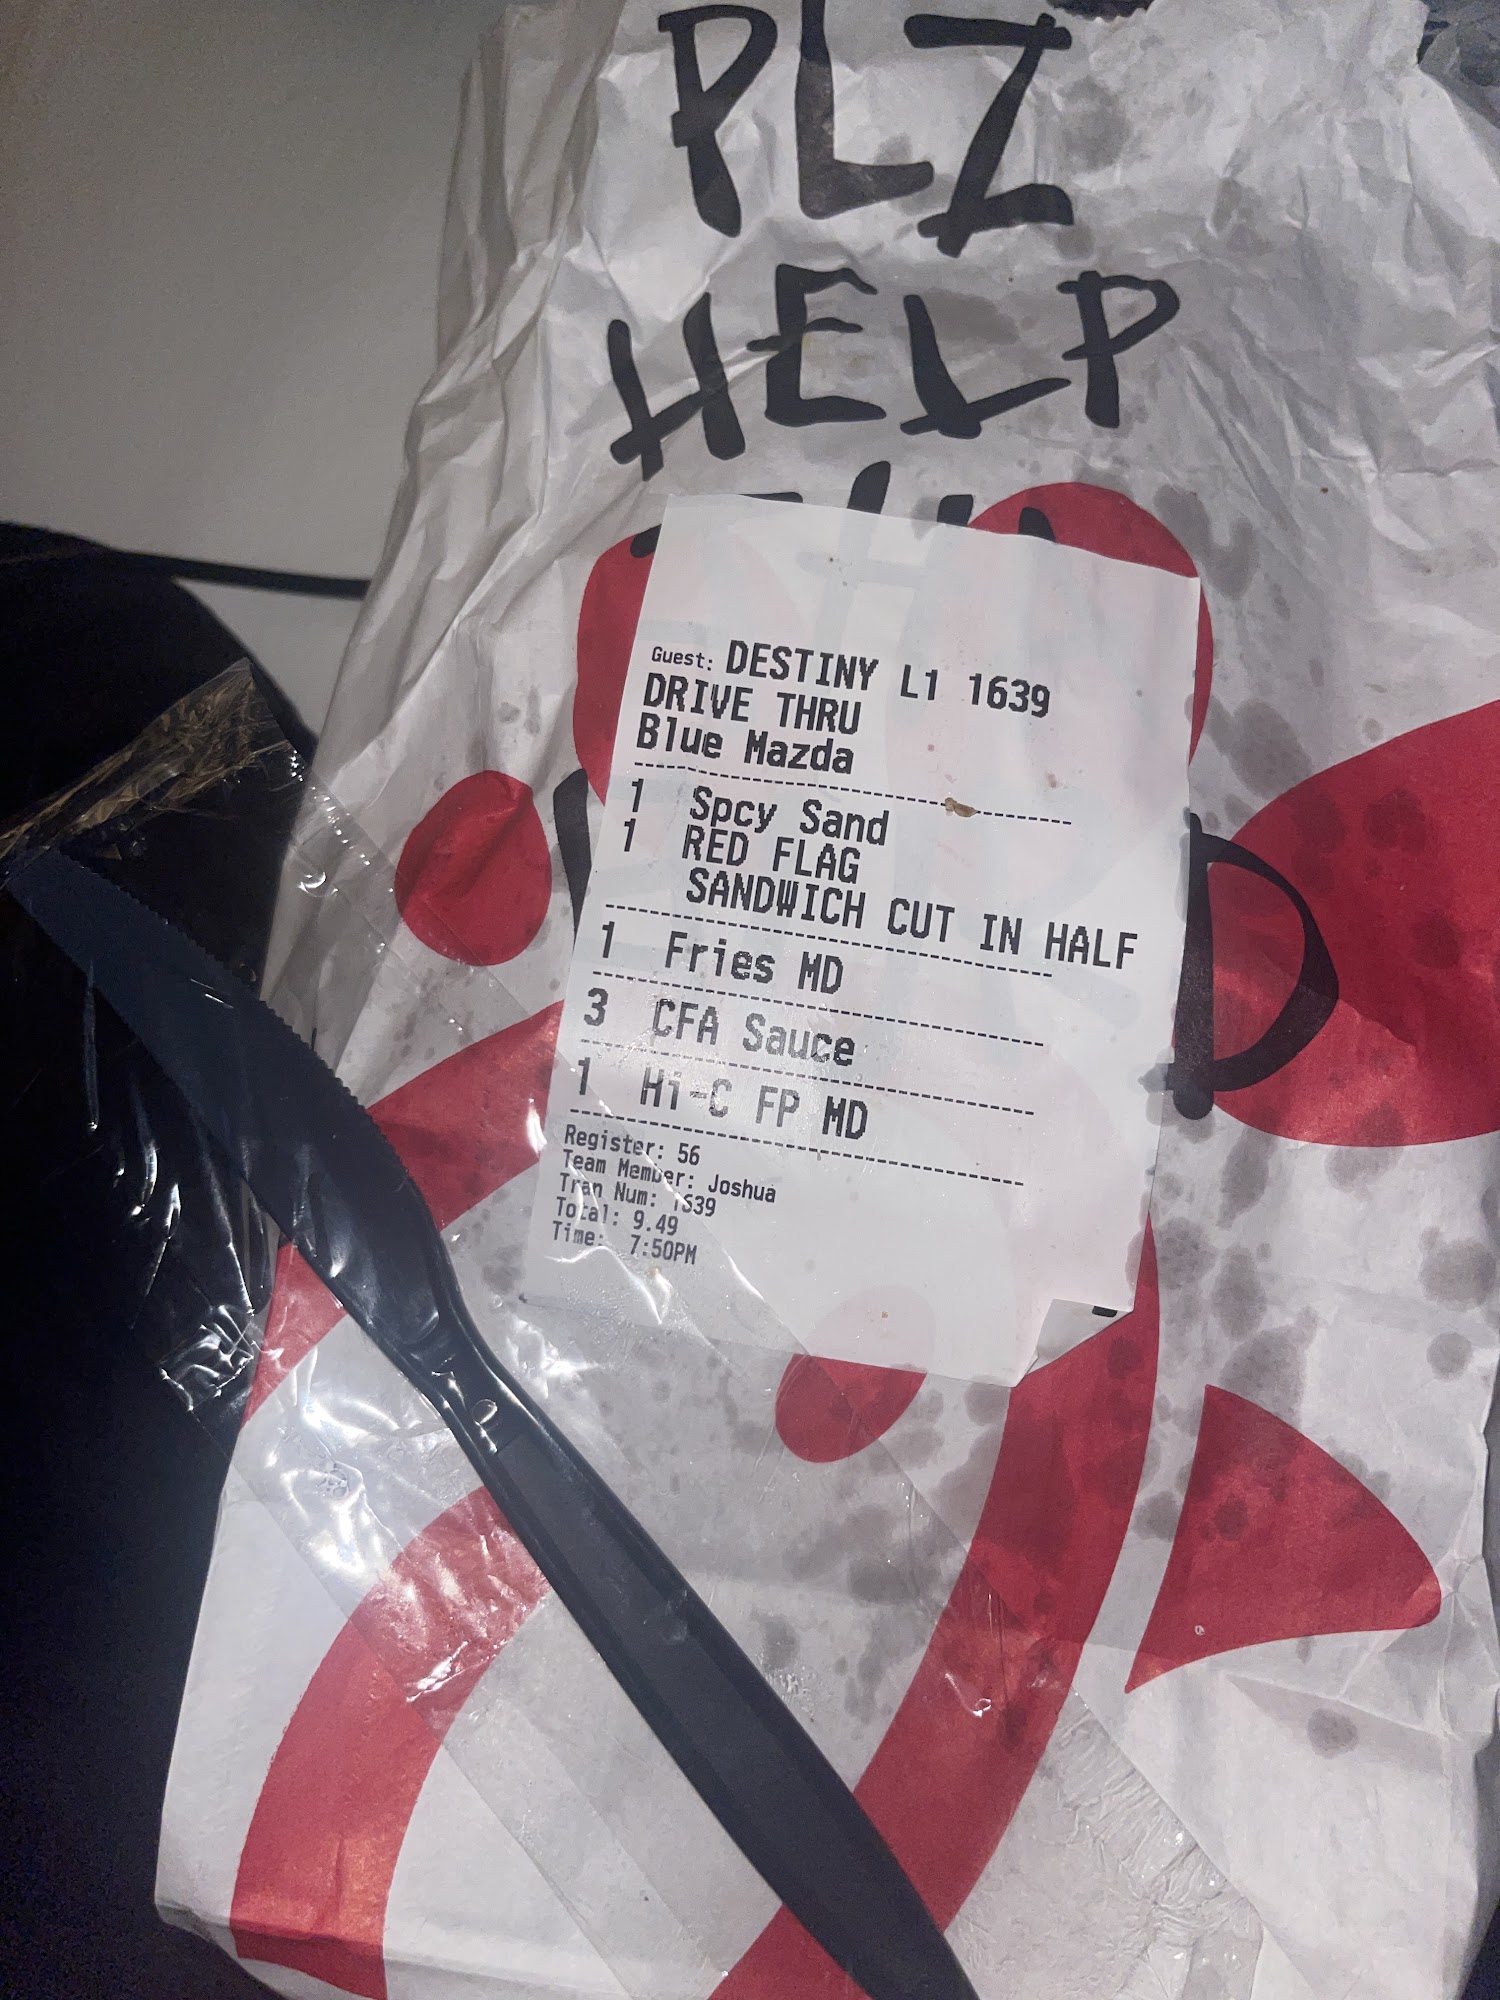 PLZ
HELP
Guest: DESTINY L1 1639
DRIVE THRU
Blue Mazda
1 Spcy Sand
1 RED FLAG
SANDWICH CUT IN HALF
1 Fries MD
3 CFA Sauce
1 Hi-C FP MD
Register: 56
Team Member: Joshua
Tran Num: 1639
Total: 9.49
Time: 7:50PM